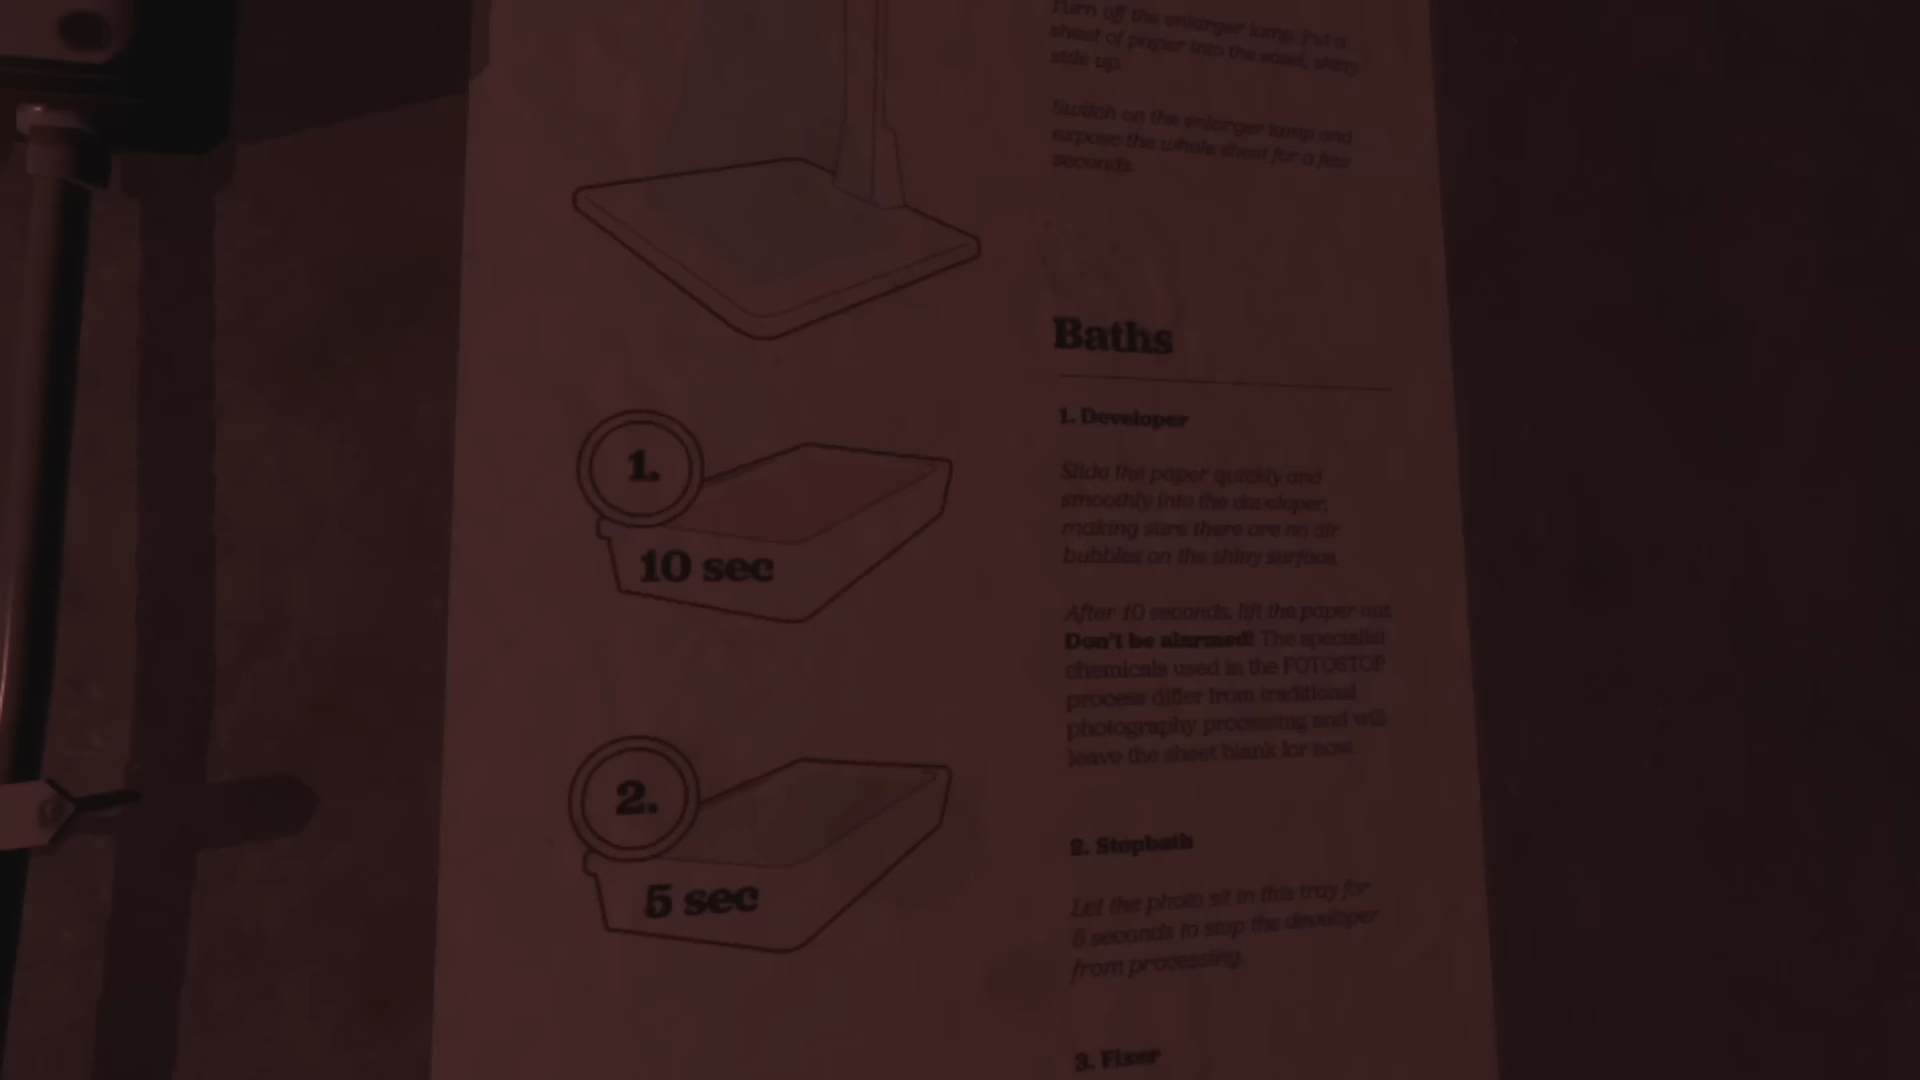 Turn off the enlarger lamp. Put a
sheet of paper into the easel, shiny
side up.
Switch on the enlarger lamp and
expose the whole sheet for a few
seconds.
Baths
1.
10 sec
1. Developer
Slide the paper quickly and
smoothly into the developer,
making sure there are no air
bubbles on the shiny surface.
After 10 seconds, lift the paper out.
Don't be alarmed! The specialist
chemicals used in the FOTOSTOP
process differ from traditional
photography processing and will
leave the sheet blank for now.
2.
5 sec
2. Stopbath
Let the photo sit in this tray for
5 seconds to stop the developer
from processing.
3. Fixer